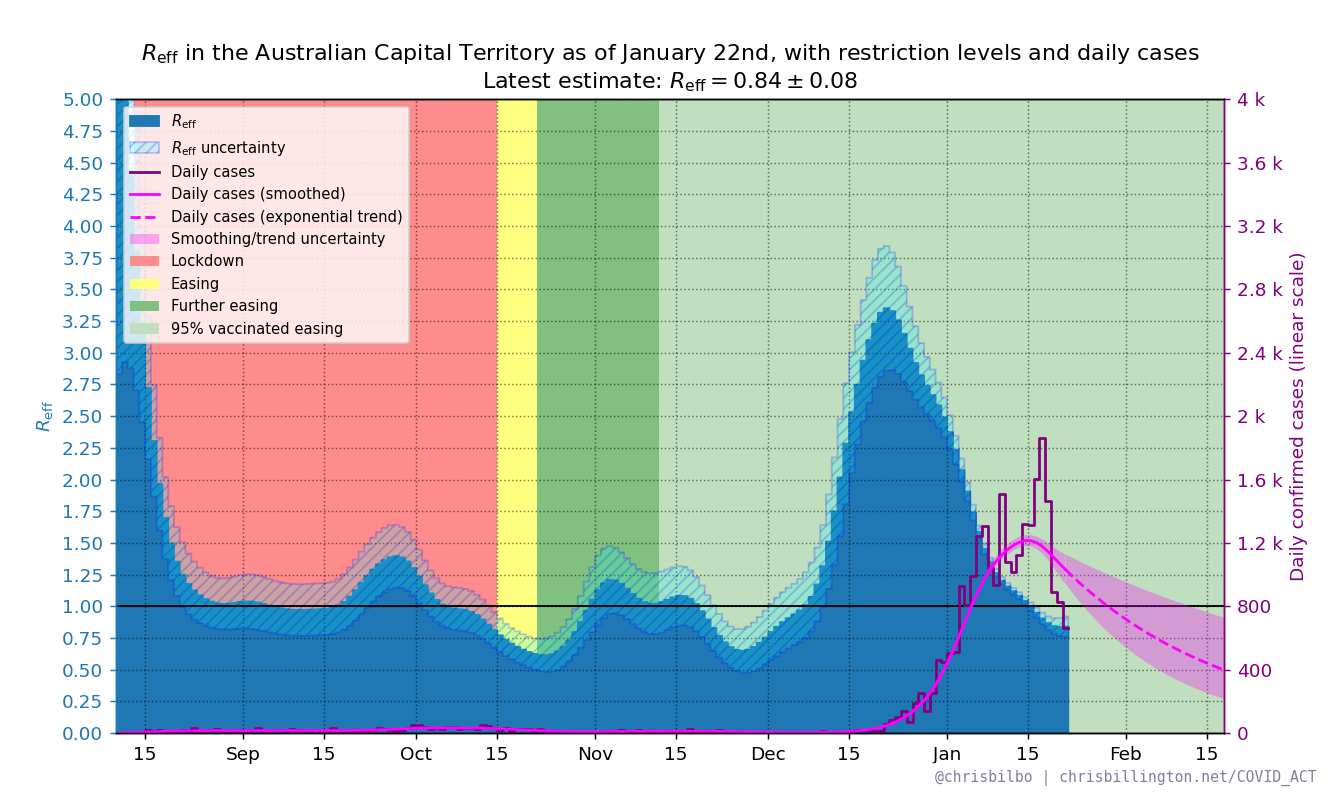 R_eff in the Australian Capital Territory as of January 22nd, with restriction levels and daily cases
Latest estimate: R_eff = 0.84 ± 0.08
5.00
4.75
4.50
4.25
4.00
3.75
3.50
3.25
3.00
2.75
2.50
2.25
2.00
1.75
1.50
1.25
1.00
0.75
0.50
0.25
0.00
R_eff
R_eff
R_eff uncertainty
Daily cases
Daily cases (smoothed)
Daily cases (exponential trend)
Smoothing/trend uncertainty
Lockdown
Easing
Further easing
95% vaccinated easing
4 k
3.6 k
3.2 k
2.8 k
2.4 k
2 k
1.6 k
1.2 k
800
400
0
Daily confirmed cases (linear scale)
15 Sep 15 Oct 15 Nov 15 Dec 15 Jan 15 Feb 15
@chrisbilbo | chrisbillington.net/COVID_ACT